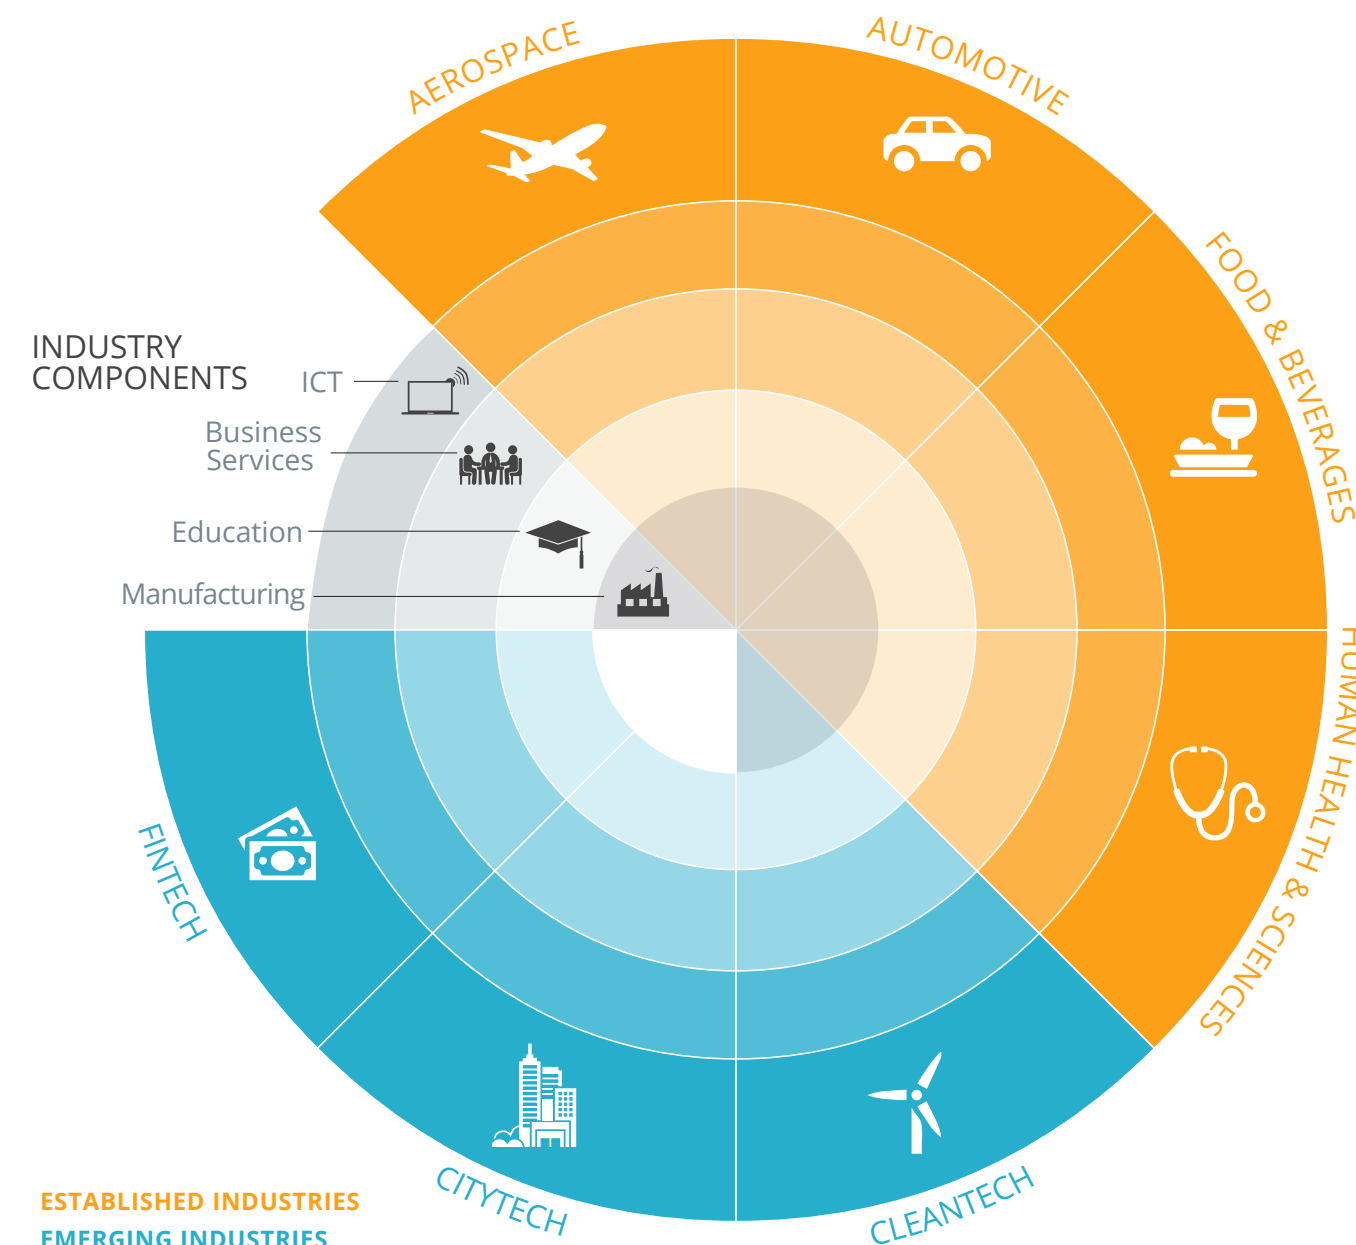 AEROSPACE
AUTOMOTIVE
FOOD & BEVERAGES
HUMAN HEALTH & SCIENCES
INDUSTRY
COMPONENTS
ICT
Business
Services
Education
Manufacturing
FINTECH
CITYTECH
CLEANTECH
ESTABLISHED INDUSTRIES
EMERGING INDUSTRIES